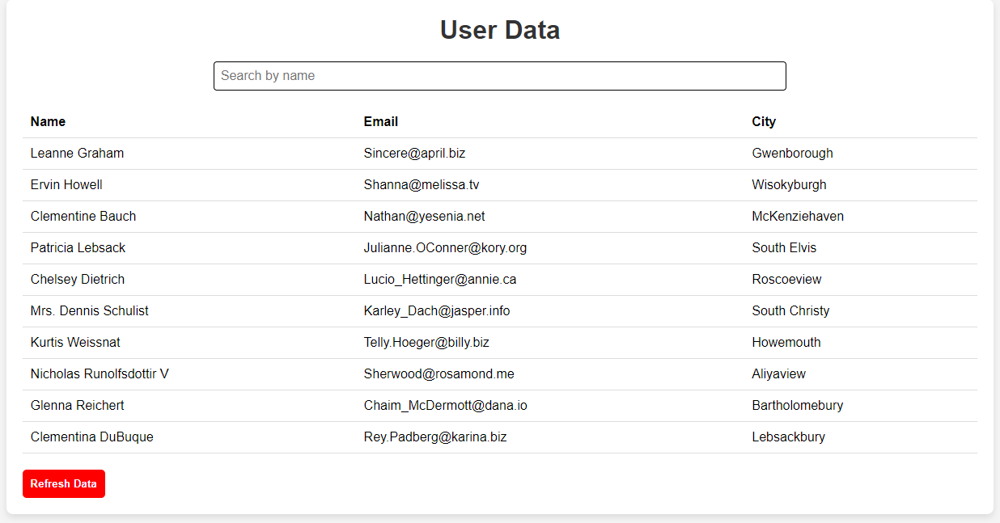 User Data
Search by name
Name Email City
Leanne Graham Sincere@april.biz Gwenborough
Ervin Howell Shanna@melissa.tv Wisokyburgh
Clementine Bauch Nathan@yesenia.net McKenziehaven
Patricia Lebsack Julianne.OConner@kory.org South Elvis
Chelsey Dietrich Lucio_Hettinger@annie.ca Roscoeview
Mrs. Dennis Schulist Karley_Dach@jasper.info South Christy
Kurtis Weissnat Telly.Hoeger@billy.biz Howemouth
Nicholas Runolfsdottir V Sherwood@rosamond.me Aliyaview
Glenna Reichert Chaim_McDermott@dana.io Bartholomebury
Clementina DuBuque Rey.Padberg@karina.biz Lebsackbury
Refresh Data